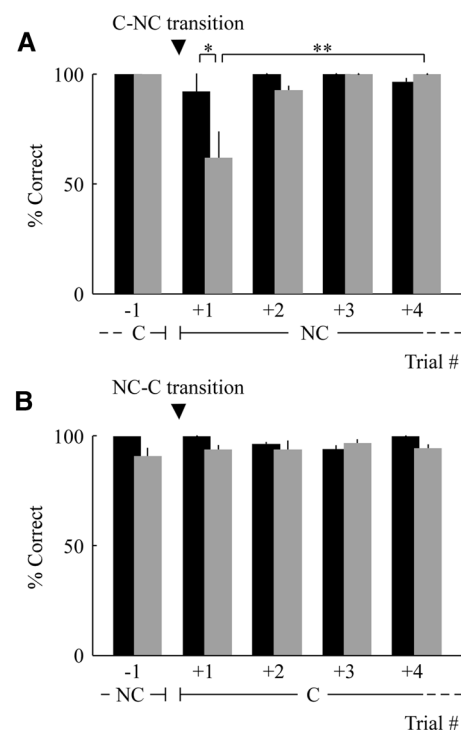 A
C-NC transition
* **
100
50
0
% Correct
-1 +1 +2 +3 +4
C NC
Trial #
B
NC-C transition
100
50
0
% Correct
-1 +1 +2 +3 +4
NC C
Trial #